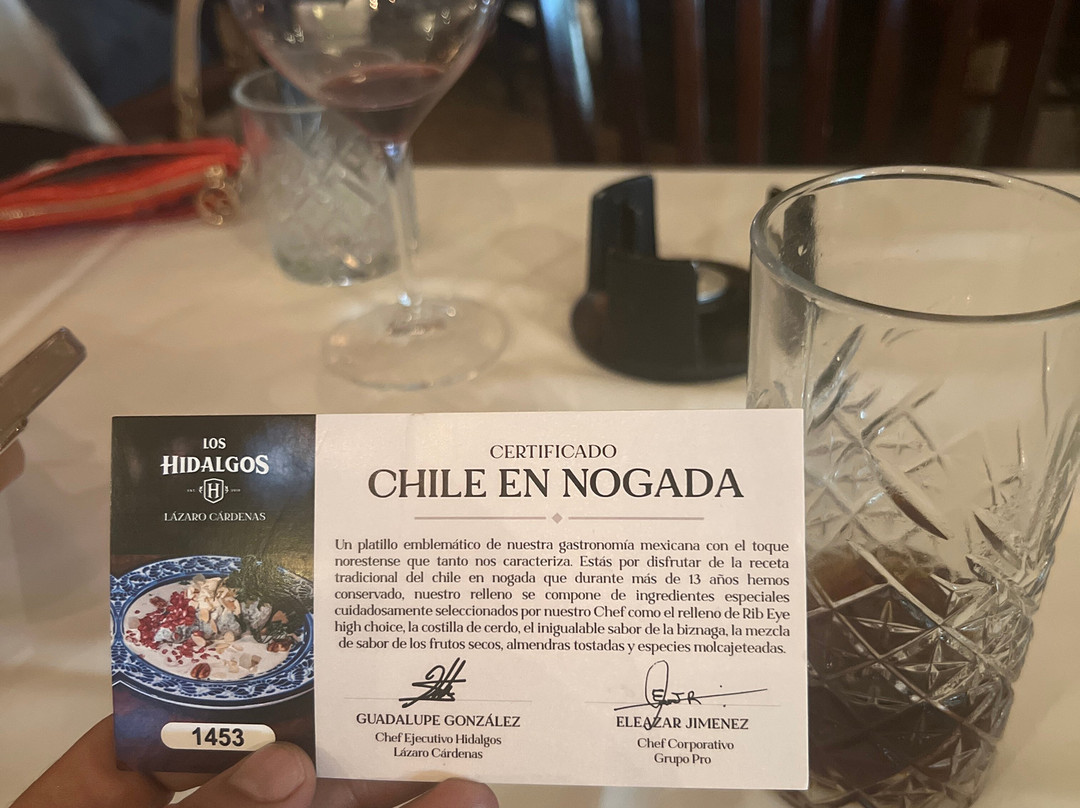 LOS
HIDALGOS
H
LÁZARO CÁRDENAS
1453
CERTIFICADO
CHILE EN NOGADA
Un platillo emblemático de nuestra gastronomía mexicana con el toque
norestense que tanto nos caracteriza. Estás por disfrutar de la receta
tradicional del chile en nogada que durante más de 13 años hemos
conservado, nuestro relleno se compone de ingredientes especiales
cuidadosamente seleccionados por nuestro Chef como el relleno de Rib Eye
high choice, la costilla de cerdo, el inigualable sabor de la biznaga, la mezcla
de sabor de los frutos secos, almendras tostadas y especies molcajeteadas.
GUADALUPE GONZÁLEZ
Chef Ejecutivo Hidalgos
Lázaro Cárdenas
ELEAZAR JIMENEZ
Chef Corporativo
Grupo Pro